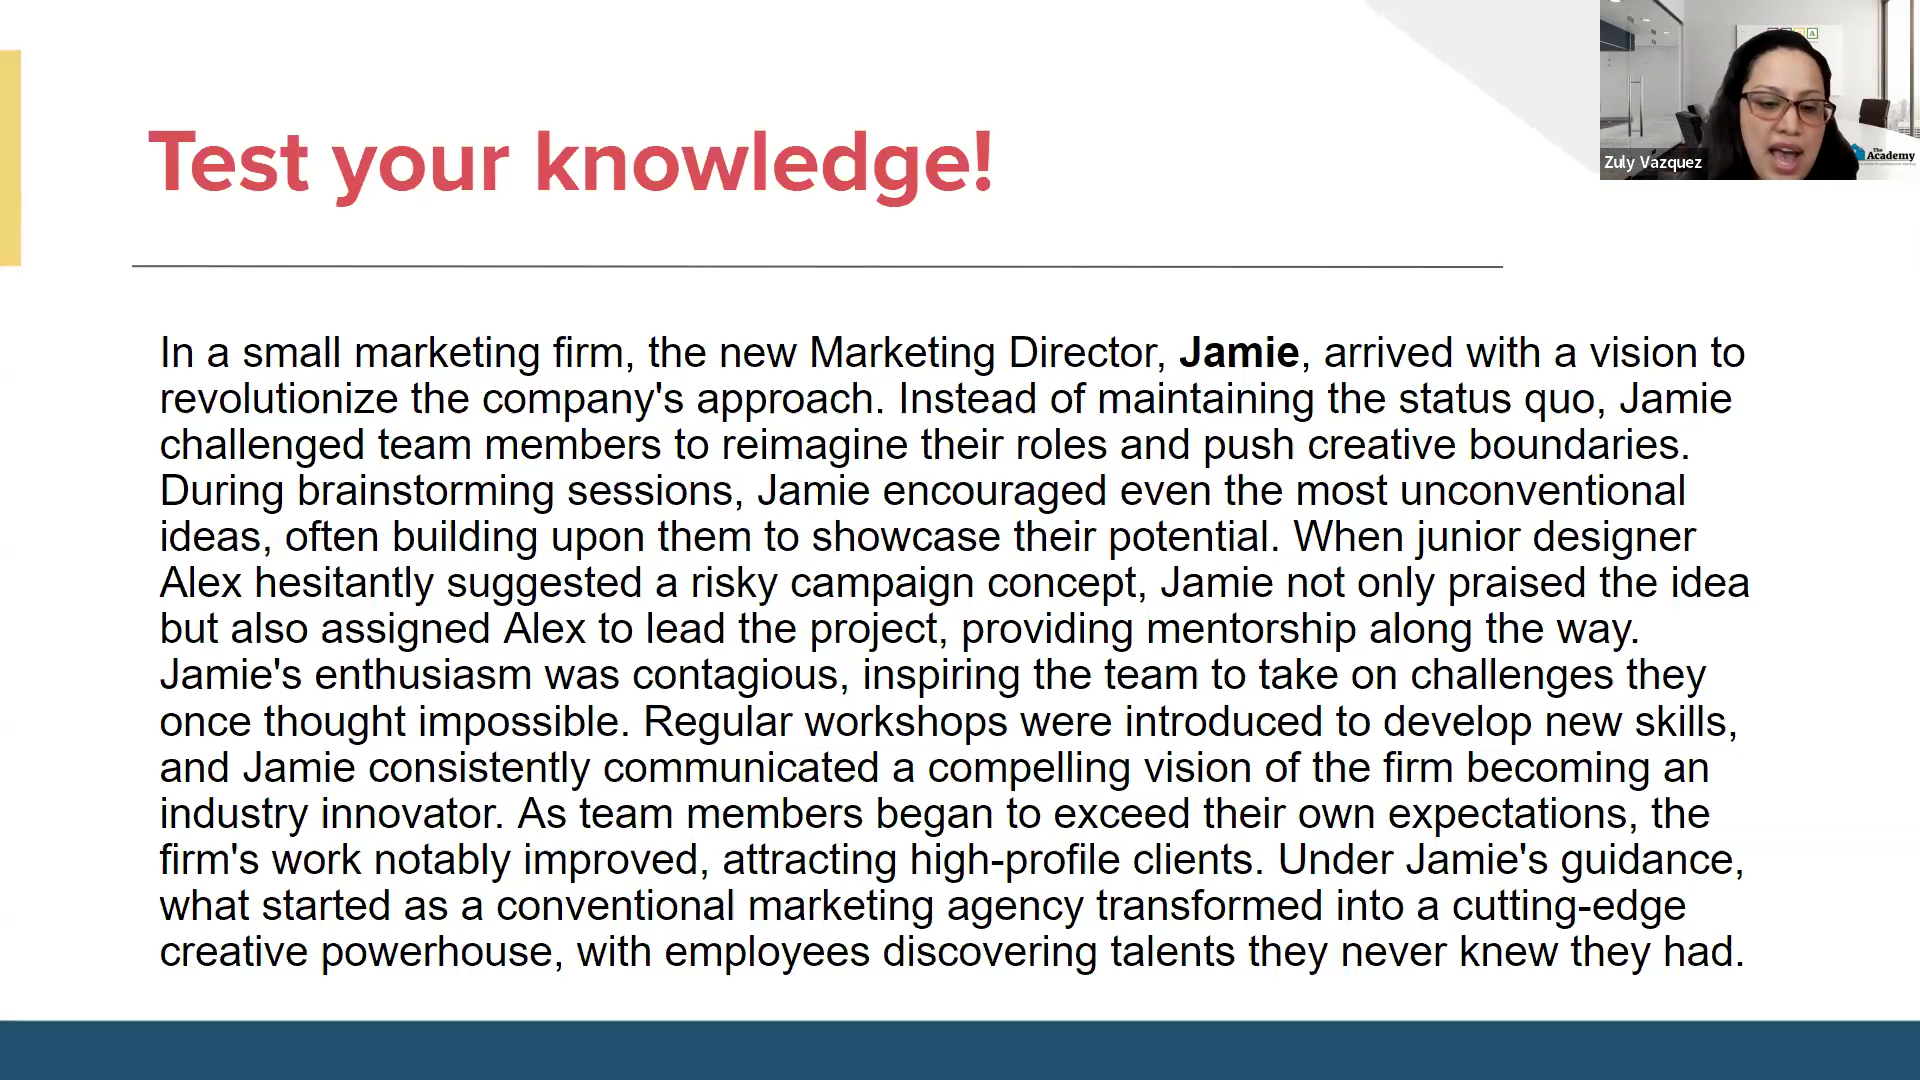 Test your knowledge!
Zuly Vazquez
The
Academy
In a small marketing firm, the new Marketing Director, Jamie, arrived with a vision to
revolutionize the company's approach. Instead of maintaining the status quo, Jamie
challenged team members to reimagine their roles and push creative boundaries.
During brainstorming sessions, Jamie encouraged even the most unconventional
ideas, often building upon them to showcase their potential. When junior designer
Alex hesitantly suggested a risky campaign concept, Jamie not only praised the idea
but also assigned Alex to lead the project, providing mentorship along the way.
Jamie's enthusiasm was contagious, inspiring the team to take on challenges they
once thought impossible. Regular workshops were introduced to develop new skills,
and Jamie consistently communicated a compelling vision of the firm becoming an
industry innovator. As team members began to exceed their own expectations, the
firm's work notably improved, attracting high-profile clients. Under Jamie's guidance,
what started as a conventional marketing agency transformed into a cutting-edge
creative powerhouse, with employees discovering talents they never knew they had.